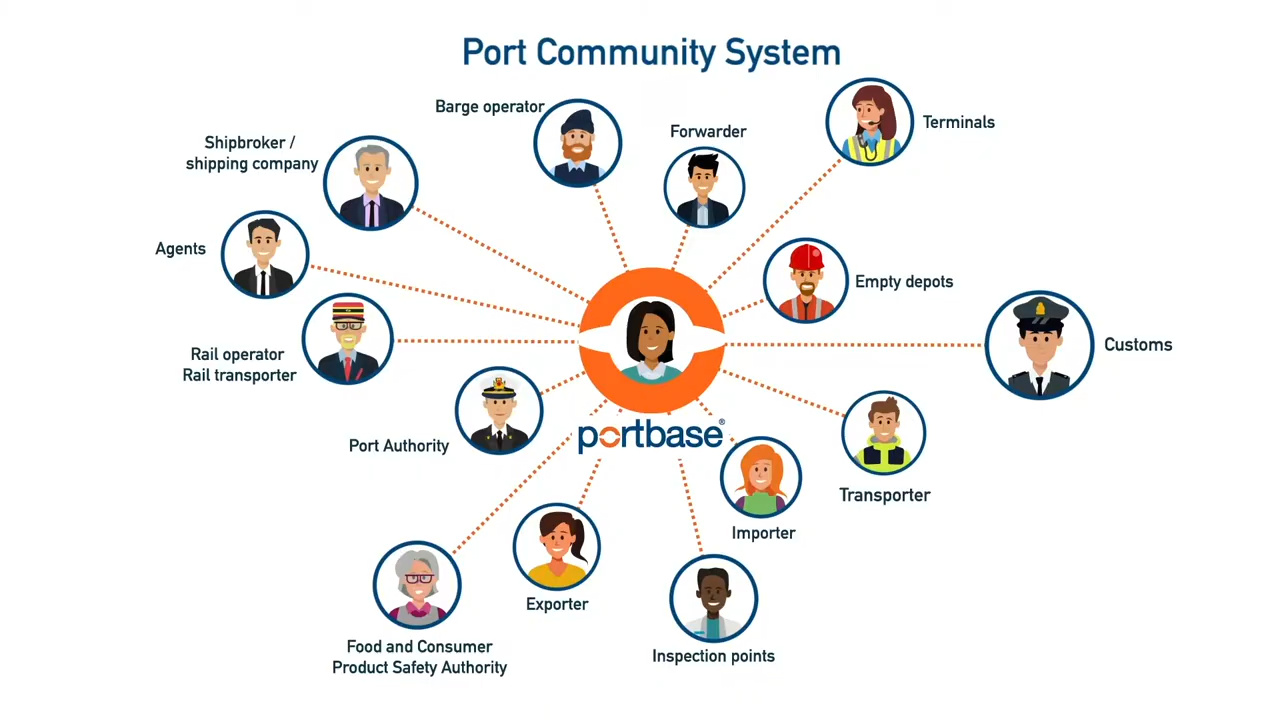 Port Community System
Barge operator
Terminals
Forwarder
Shipbroker /
shipping company
Agents
Empty depots
Customs
Rail operator
Rail transporter
Port Authority
portbase®
Transporter
Importer
Exporter
Food and Consumer
Product Safety Authority
Inspection points